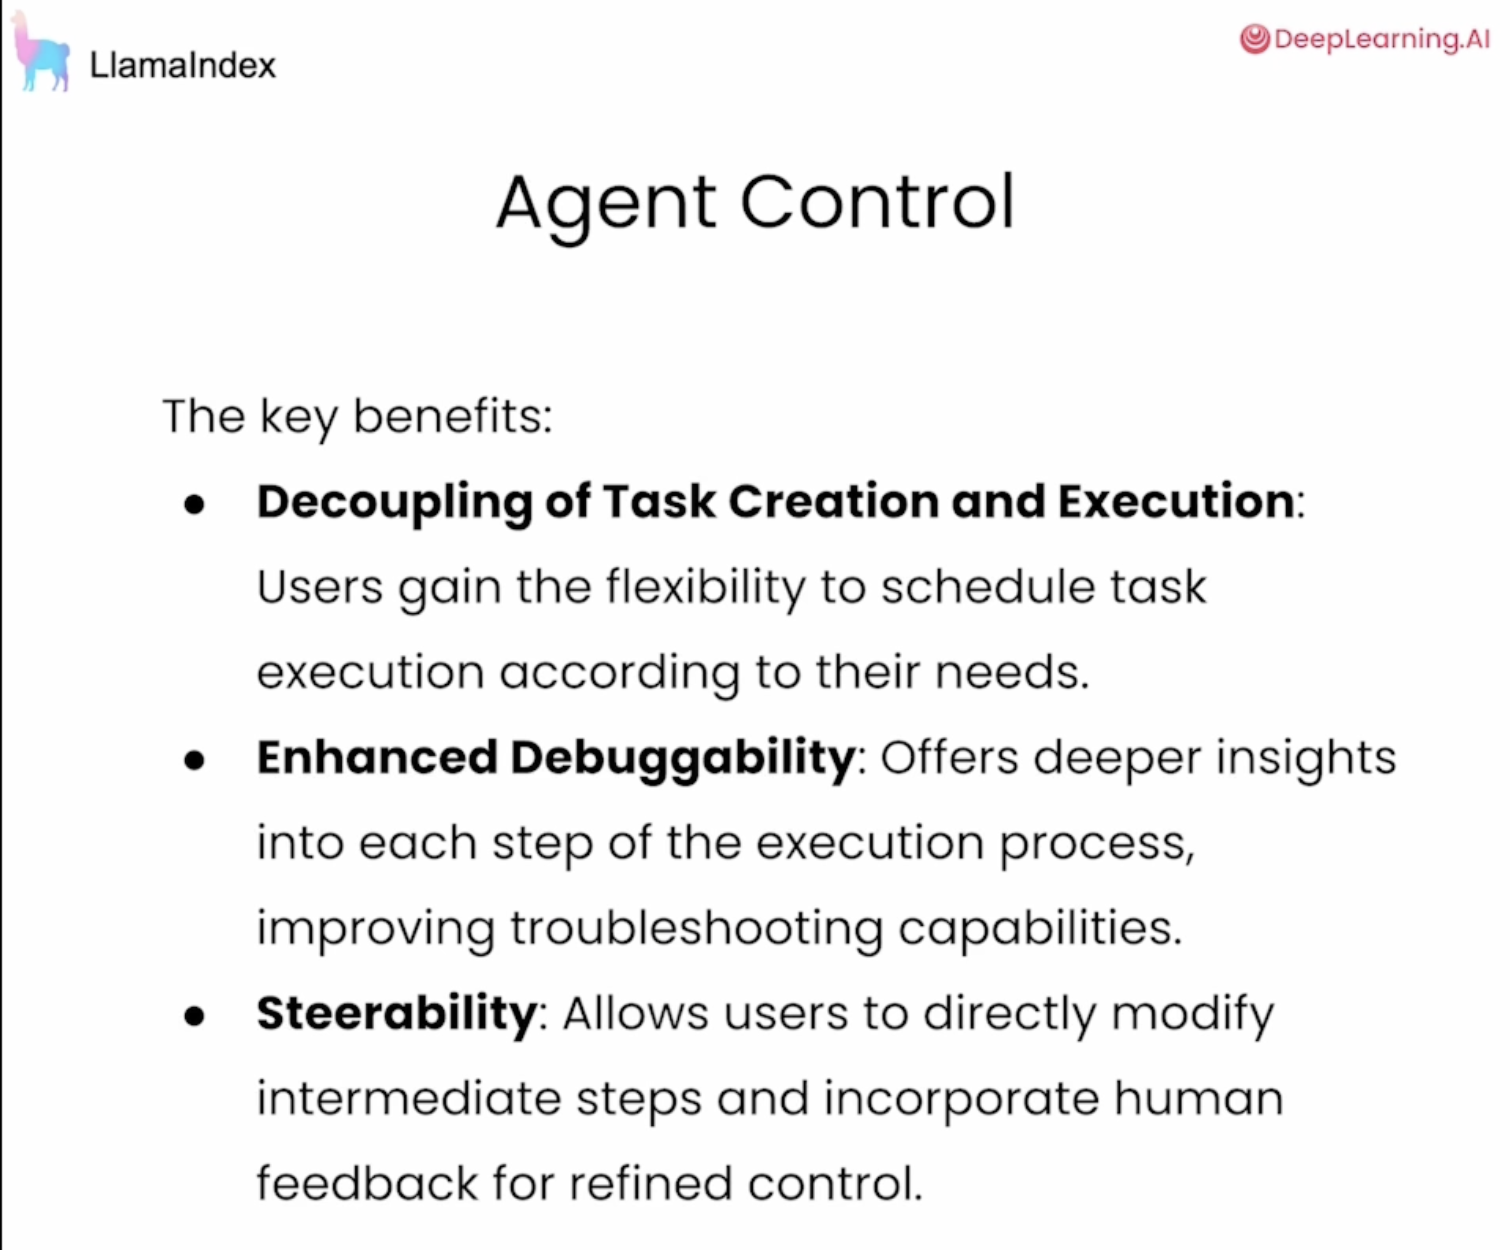 LlamaIndex
DeepLearning.AI
Agent Control
The key benefits:
● Decoupling of Task Creation and Execution:
Users gain the flexibility to schedule task
execution according to their needs.
● Enhanced Debuggability: Offers deeper insights
into each step of the execution process,
improving troubleshooting capabilities.
● Steerability: Allows users to directly modify
intermediate steps and incorporate human
feedback for refined control.